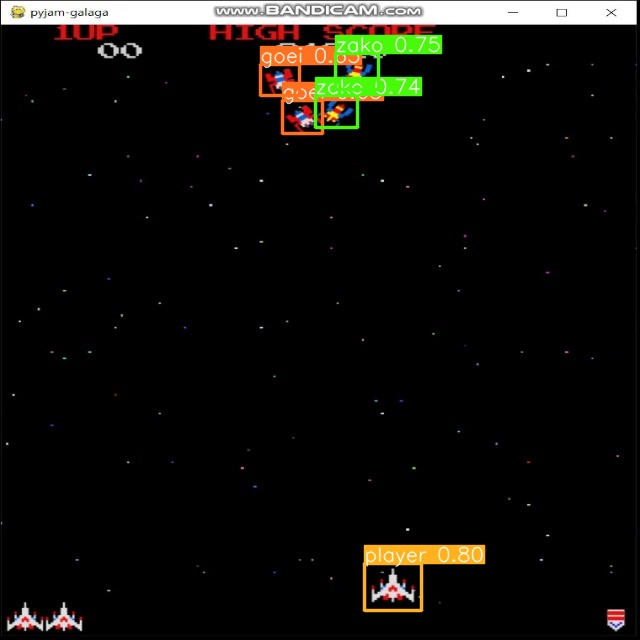 pyjam-galaga
WWW.BANDICAM.COM
1UP HIGH SCORE
00
zako 0.75
goei
zako 0.74
player 0.80